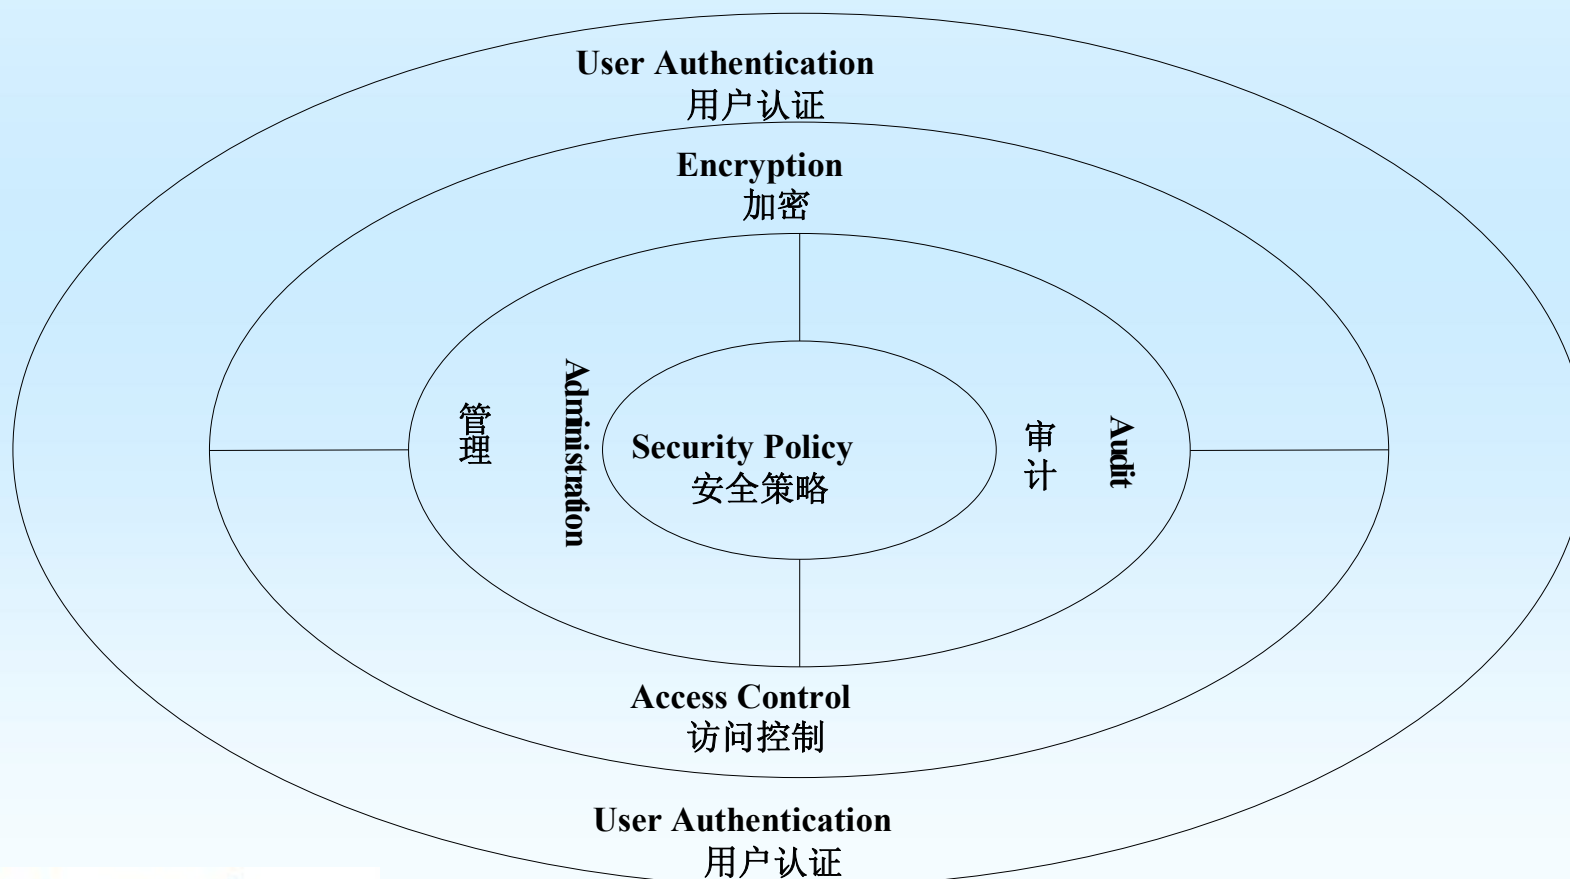 User Authentication
用户认证
Encryption
加密
管理
Administration
Security Policy
安全策略
审计
Audit
Access Control
访问控制
User Authentication
用户认证